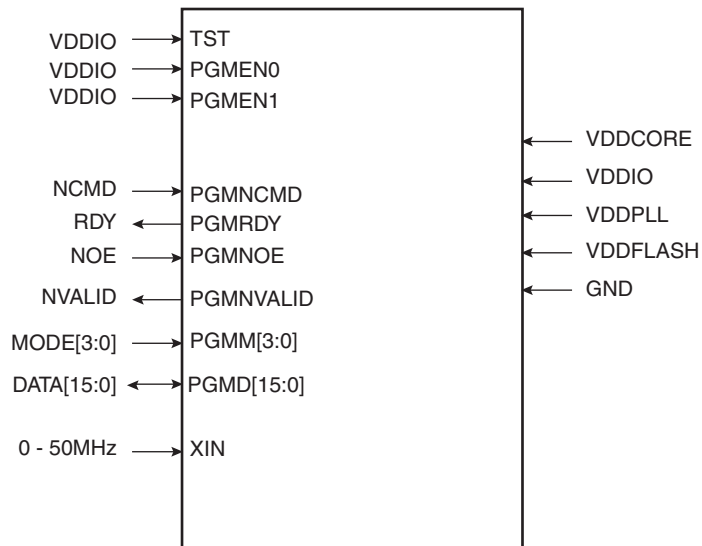 VDDIO TST
VDDIO PGMEN0
VDDIO PGMEN1
VDDCORE
VDDIO
NCMD PGMNCMD
VDDPLL
RDY PGMRDY
VDDFLASH
NOE PGMNOE
GND
NVALID PGMNVALID
MODE[3:0] PGMM[3:0]
DATA[15:0] PGMD[15:0]
0 - 50MHz XIN